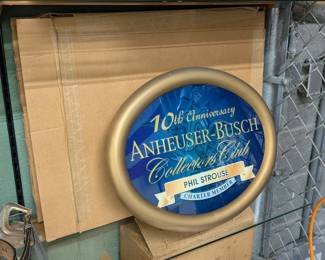 10th Anniversary
ANHEUSER-BUSCH
Collectors Club
PHIL STROUSE
CHARTER MEMBER